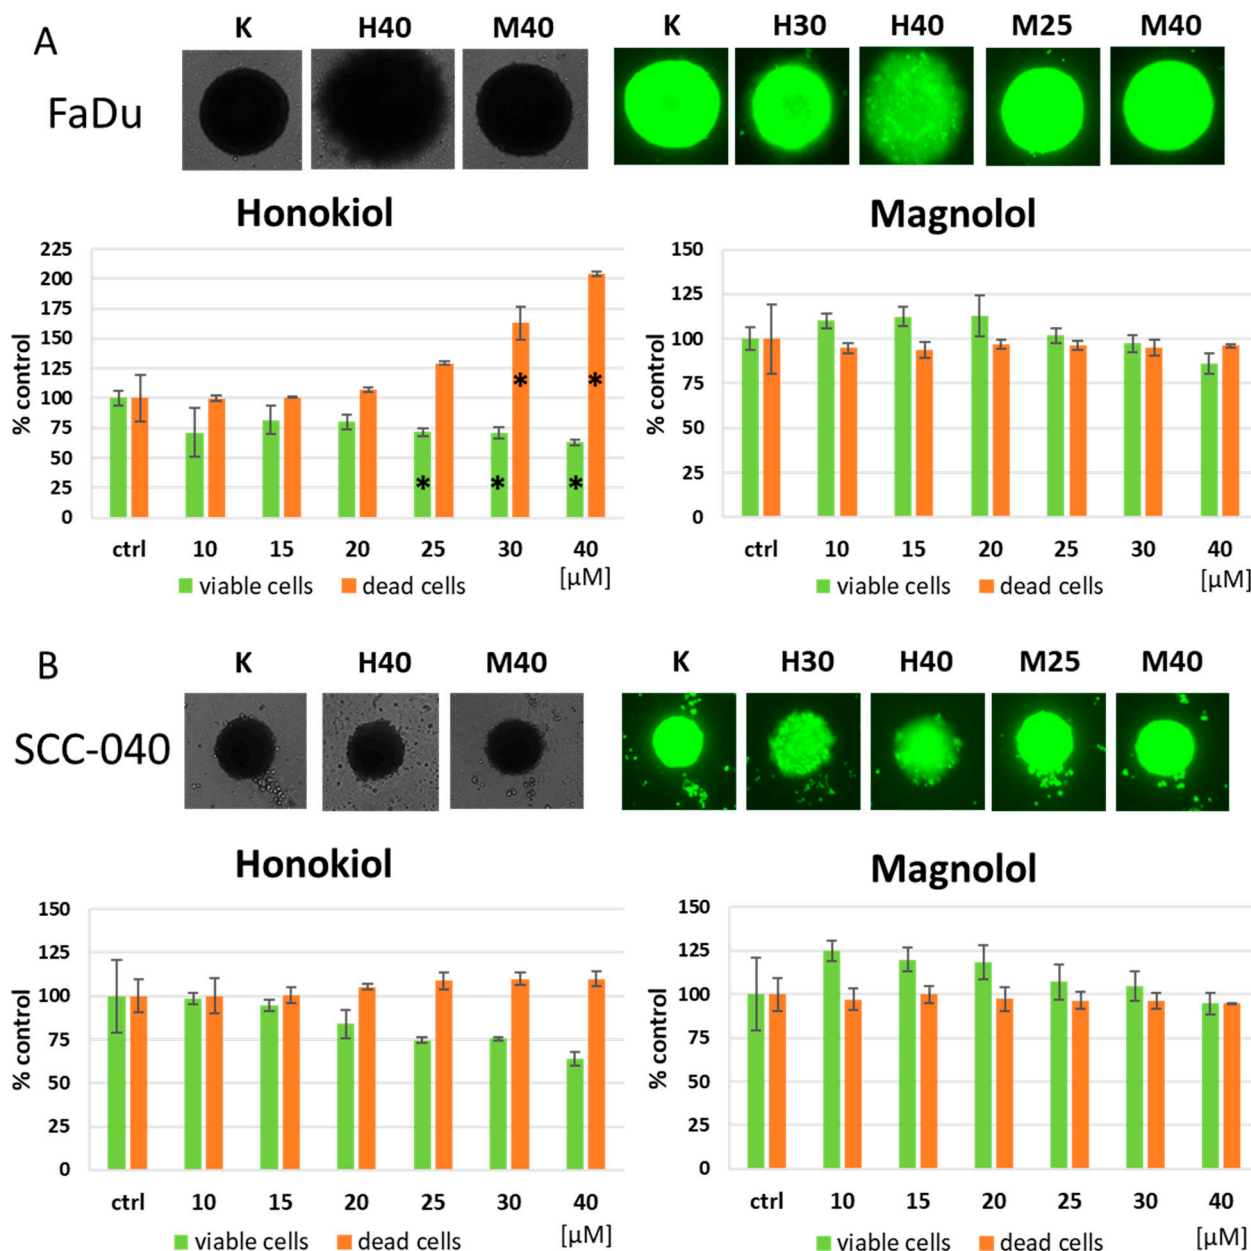 A
FaDu
K H40 M40 K H30 H40 M25 M40
Honokiol
% control
225
200
175
150
125
100
75
50
25
0
* * * * *
ctrl 10 15 20 25 30 40
[µM]
viable cells dead cells
Magnolol
% control
150
125
100
75
50
25
0
ctrl 10 15 20 25 30 40
[µM]
viable cells dead cells
B
SCC-040
K H40 M40 K H30 H40 M25 M40
Honokiol
% control
150
125
100
75
50
25
0
ctrl 10 15 20 25 30 40
[µM]
viable cells dead cells
Magnolol
% control
150
125
100
75
50
25
0
ctrl 10 15 20 25 30 40
[µM]
viable cells dead cells